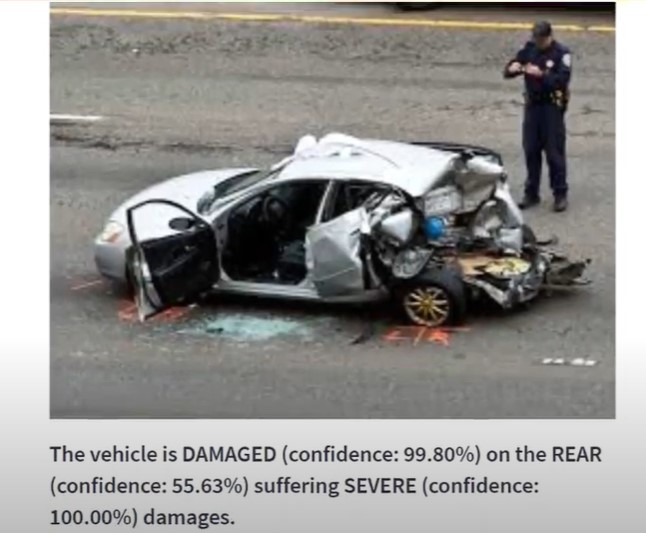 The vehicle is DAMAGED (confidence: 99.80%) on the REAR
(confidence: 55.63%) suffering SEVERE (confidence:
100.00%) damages.